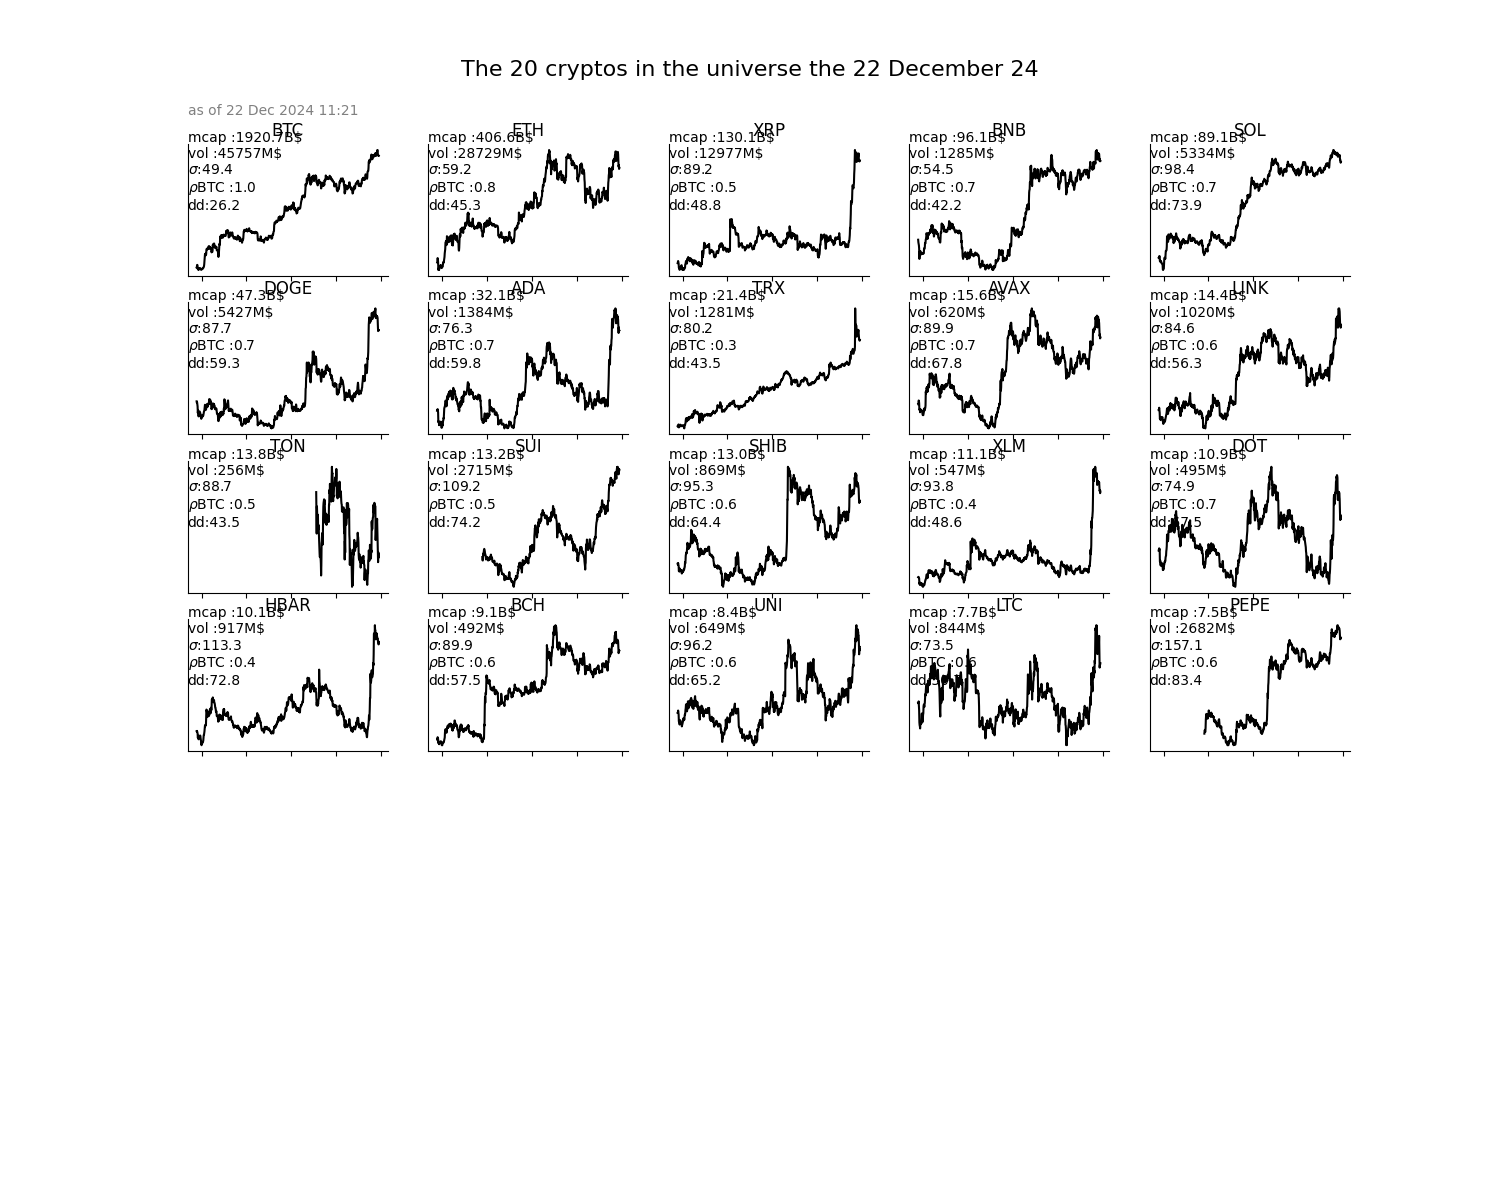 The 20 cryptos in the universe the 22 December 24
as of 22 Dec 2024 11:21
BTC
mcap :1920.7B$
vol :45757M$
σ:49.4
ρBTC :1.0
dd:26.2
ETH
mcap :406.6B$
vol :28729M$
σ:59.2
ρBTC :0.8
dd:45.3
XRP
mcap :130.1B$
vol :12977M$
σ:89.2
ρBTC :0.5
dd:48.8
BNB
mcap :96.1B$
vol :1285M$
σ:54.5
ρBTC :0.7
dd:42.2
SOL
mcap :89.1B$
vol :5334M$
σ:98.4
ρBTC :0.7
dd:73.9
DOGE
mcap :47.3B$
vol :5427M$
σ:87.7
ρBTC :0.7
dd:59.3
ADA
mcap :32.1B$
vol :1384M$
σ:76.3
ρBTC :0.7
dd:59.8
TRX
mcap :21.4B$
vol :1281M$
σ:80.2
ρBTC :0.3
dd:43.5
AVAX
mcap :15.6B$
vol :620M$
σ:89.9
ρBTC :0.7
dd:67.8
LINK
mcap :14.4B$
vol :1020M$
σ:84.6
ρBTC :0.6
dd:56.3
TON
mcap :13.8B$
vol :256M$
σ:88.7
ρBTC :0.5
dd:43.5
SUI
mcap :13.2B$
vol :2715M$
σ:109.2
ρBTC :0.5
dd:74.2
SHIB
mcap :13.0B$
vol :869M$
σ:95.3
ρBTC :0.6
dd:64.4
XLM
mcap :11.1B$
vol :547M$
σ:93.8
ρBTC :0.4
dd:48.6
DOT
mcap :10.9B$
vol :495M$
σ:74.9
ρBTC :0.7
HBAR
mcap :10.1B$
vol :917M$
σ:113.3
ρBTC :0.4
dd:72.8
BCH
mcap :9.1B$
vol :492M$
σ:89.9
ρBTC :0.6
dd:57.5
UNI
mcap :8.4B$
vol :649M$
σ:96.2
ρBTC :0.6
dd:65.2
LTC
mcap :7.7B$
vol :844M$
σ:73.5
ρBTC :0.6
PEPE
mcap :7.5B$
vol :2682M$
σ:157.1
ρBTC :0.6
dd:83.4